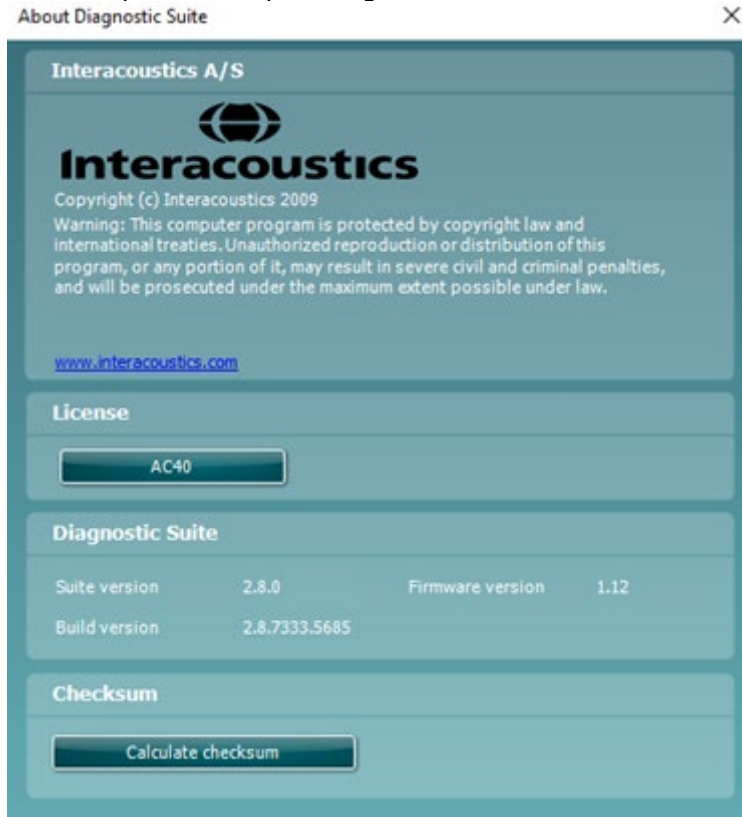 About Diagnostic Suite
Interacoustics A/S
Interacoustics
Copyright (c) Interacoustics 2009
Warning: This computer program is protected by copyright law and
international treaties. Unauthorized reproduction or distribution of this
program, or any portion of it, may result in severe civil and criminal penalties,
and will be prosecuted under the maximum extent possible under law.
www.interacoustics.com
License
AC40
Diagnostic Suite
Suite version 2.8.0 Firmware version 1.12
Build version 2.8.7333.5685
Checksum
Calculate checksum